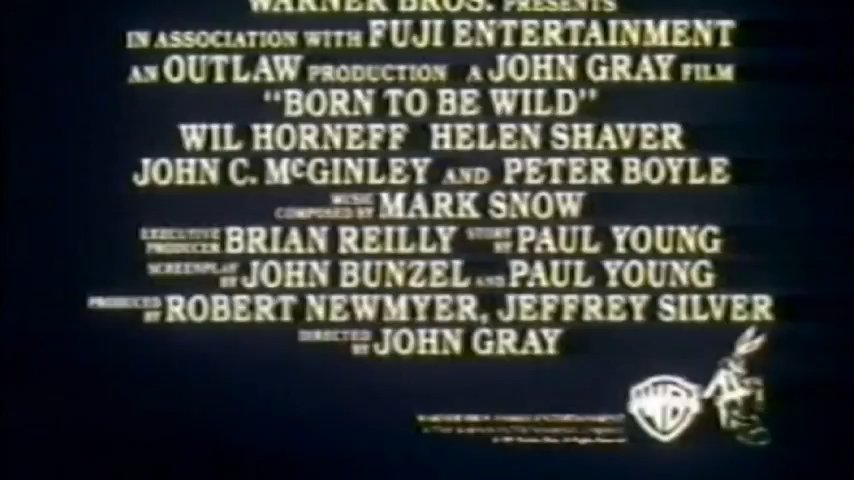 WARNER BROS. PRESENTS
IN ASSOCIATION WITH FUJI ENTERTAINMENT
AN OUTLAW PRODUCTION A JOHN GRAY FILM
"BORN TO BE WILD"
WIL HORNEFF HELEN SHAVER
JOHN C. McGINLEY AND PETER BOYLE
MUSIC COMPOSED BY MARK SNOW
EXECUTIVE PRODUCER BRIAN REILLY STORY BY PAUL YOUNG
SCREENPLAY BY JOHN BUNZEL AND PAUL YOUNG
PRODUCED BY ROBERT NEWMYER, JEFFREY SILVER
DIRECTED BY JOHN GRAY
WB